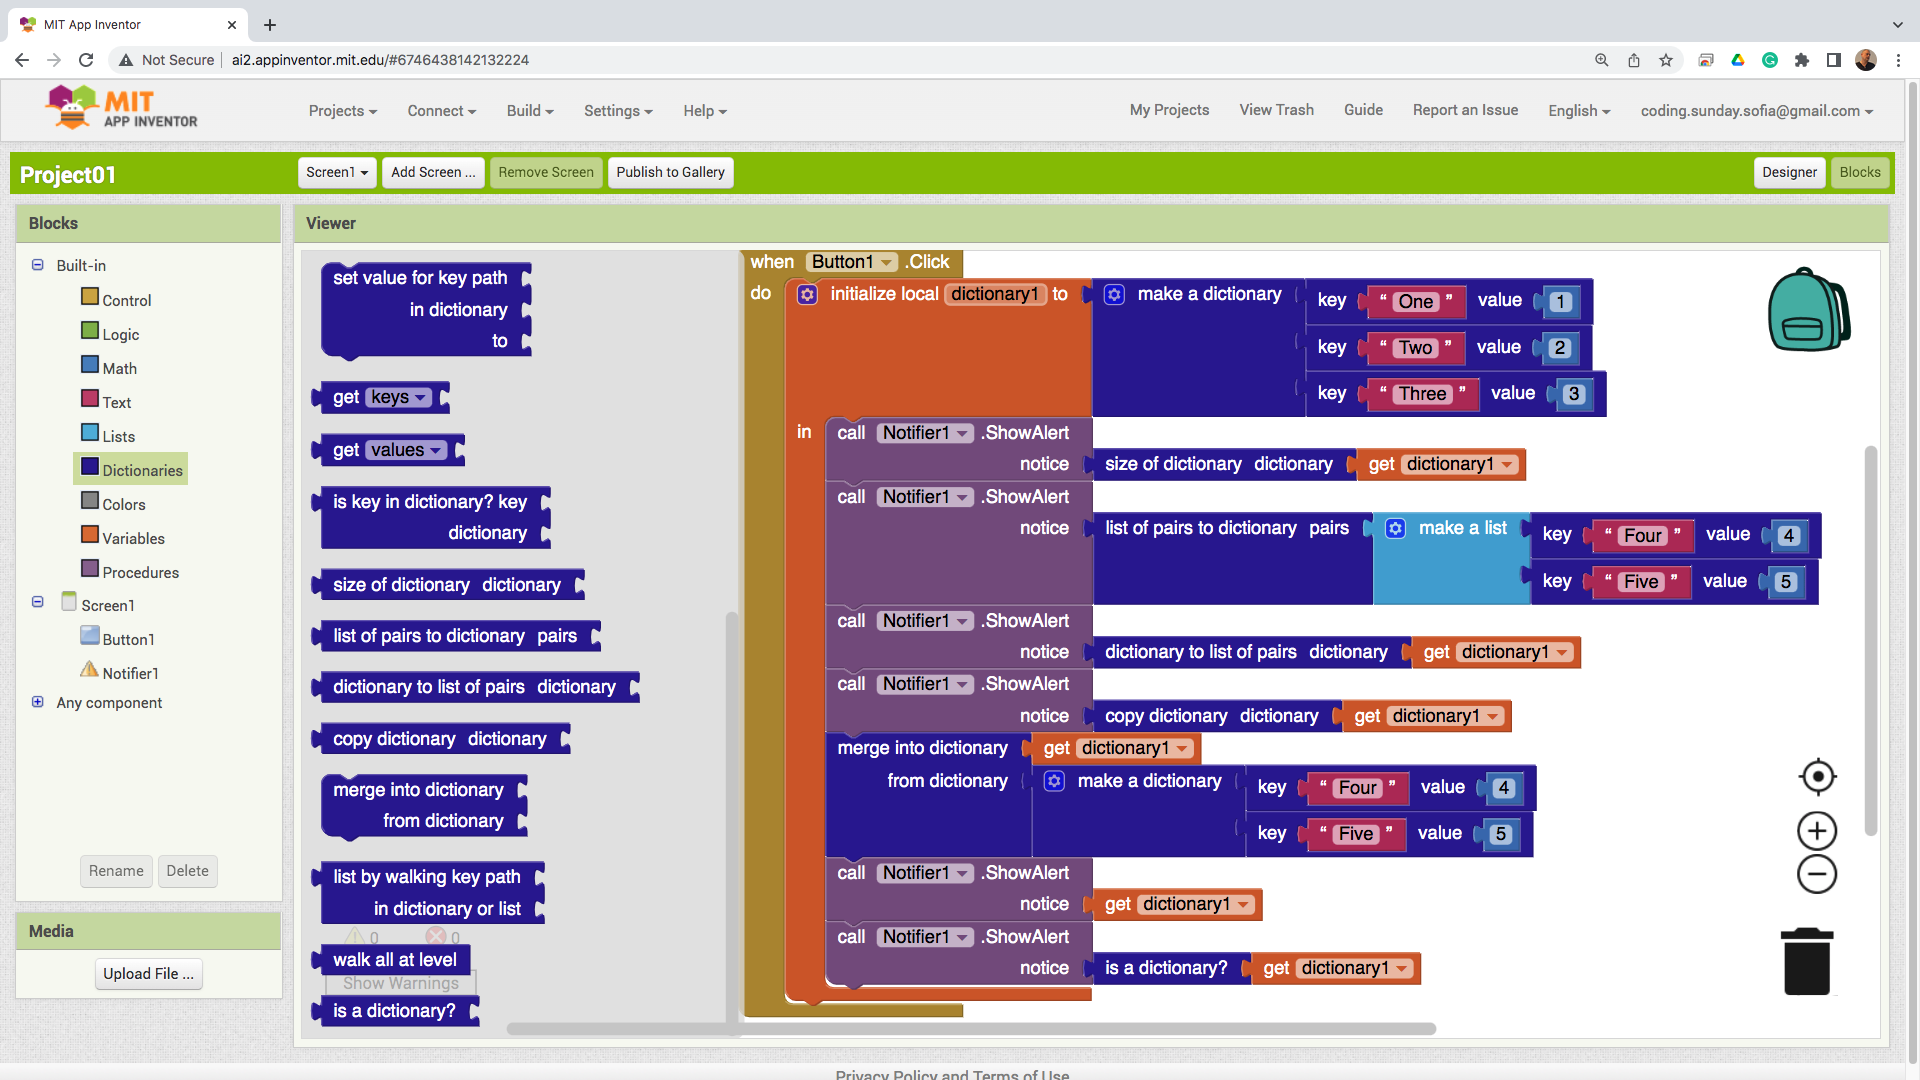 MIT App Inventor
Not Secure
ai2.appinventor.mit.edu/#6746438142132224
MIT
APP INVENTOR
Projects
Connect
Build
Settings
Help
My Projects
View Trash
Guide
Report an Issue
English
coding.sunday.sofia@gmail.com
Project01
Screen1
Add Screen ...
Remove Screen
Publish to Gallery
Designer
Blocks
Blocks
Built-in
Control
Logic
Math
Text
Lists
Dictionaries
Colors
Variables
Procedures
Screen1
Button1
Notifier1
Any component
Rename
Delete
Media
Upload File ...
Viewer
set value for key path
in dictionary
to
get keys
get values
is key in dictionary? key
dictionary
size of dictionary dictionary
list of pairs to dictionary pairs
dictionary to list of pairs dictionary
copy dictionary dictionary
merge into dictionary
from dictionary
list by walking key path
in dictionary or list
0 0
walk all at level
Show Warnings
is a dictionary?
when Button1 .Click
do initialize local dictionary1 to make a dictionary key “ One ” value 1
key “ Two ” value 2
key “ Three ” value 3
in call Notifier1 .ShowAlert
notice size of dictionary dictionary get dictionary1
call Notifier1 .ShowAlert
notice list of pairs to dictionary pairs make a list key “ Four ” value 4
key “ Five ” value 5
call Notifier1 .ShowAlert
notice dictionary to list of pairs dictionary get dictionary1
call Notifier1 .ShowAlert
notice copy dictionary dictionary get dictionary1
merge into dictionary get dictionary1
from dictionary make a dictionary key “ Four ” value 4
key “ Five ” value 5
call Notifier1 .ShowAlert
notice get dictionary1
call Notifier1 .ShowAlert
notice is a dictionary? get dictionary1
Privacy Policy and Terms of Use